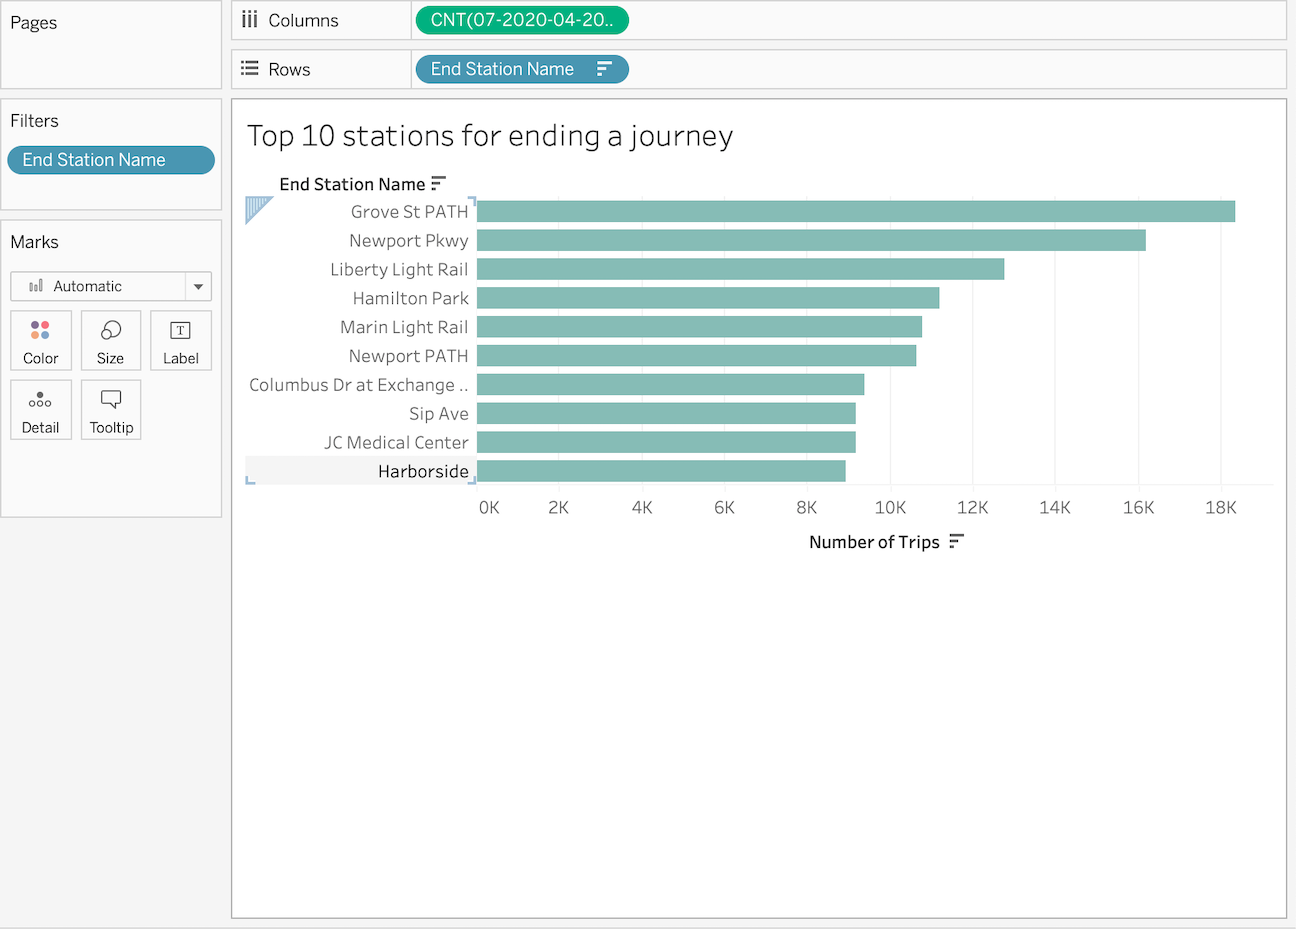 Pages
Columns
CNT(07-2020-04-20..
Rows
End Station Name
Filters
End Station Name
Marks
Automatic
Color
Size
T
Label
Detail
Tooltip
Top 10 stations for ending a journey
End Station Name
Grove St PATH
Newport Pkwy
Liberty Light Rail
Hamilton Park
Marin Light Rail
Newport PATH
Columbus Dr at Exchange ..
Sip Ave
JC Medical Center
Harborside
0K 2K 4K 6K 8K 10K 12K 14K 16K 18K
Number of Trips